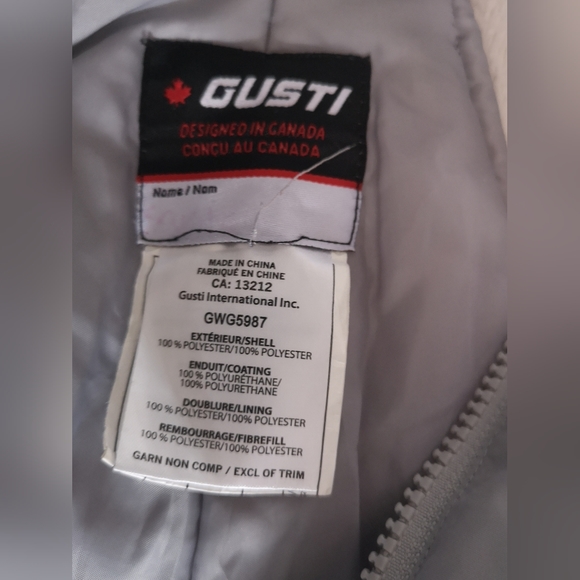 GUSTI
DESIGNED IN CANADA
CONÇU AU CANADA
Name / Nom
MADE IN CHINA
FABRIQUÉ EN CHINE
CA: 13212
Gusti International Inc.
GWG5987
EXTÉRIEUR/SHELL
100 % POLYESTER/100% POLYESTER
ENDUIT/COATING
100 % POLYURÉTHANE/
100% POLYURETHANE
DOUBLURE/LINING
100 % POLYESTER/100% POLYESTER
REMBOURRAGE/FIBREFILL
100 % POLYESTER/100% POLYESTER
GARN NON COMP / EXCL OF TRIM